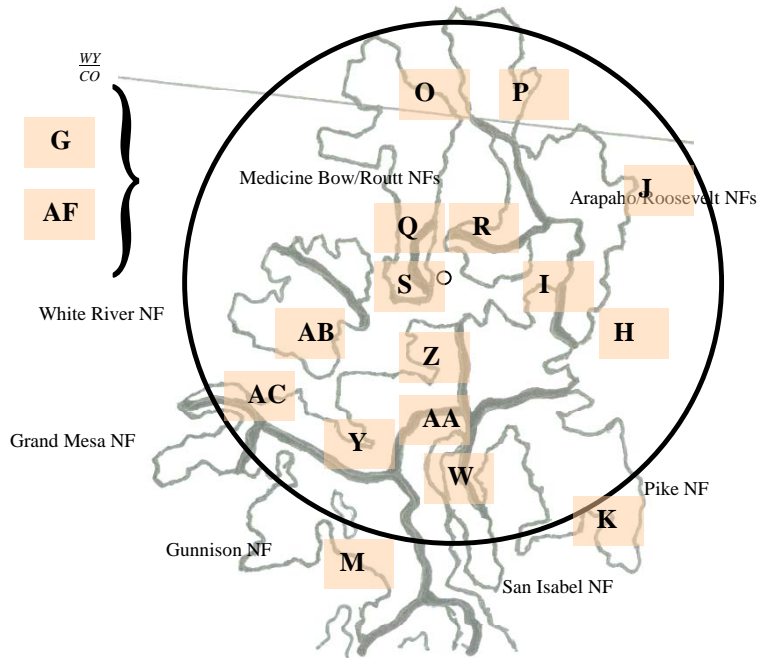 WY
CO
O
P
G
Medicine Bow/Routt NFs
J
Arapaho/Roosevelt NFs
AF
Q
R
S
I
White River NF
AB
H
Z
AC
AA
Grand Mesa NF
Y
W
Pike NF
K
Gunnison NF
M
San Isabel NF